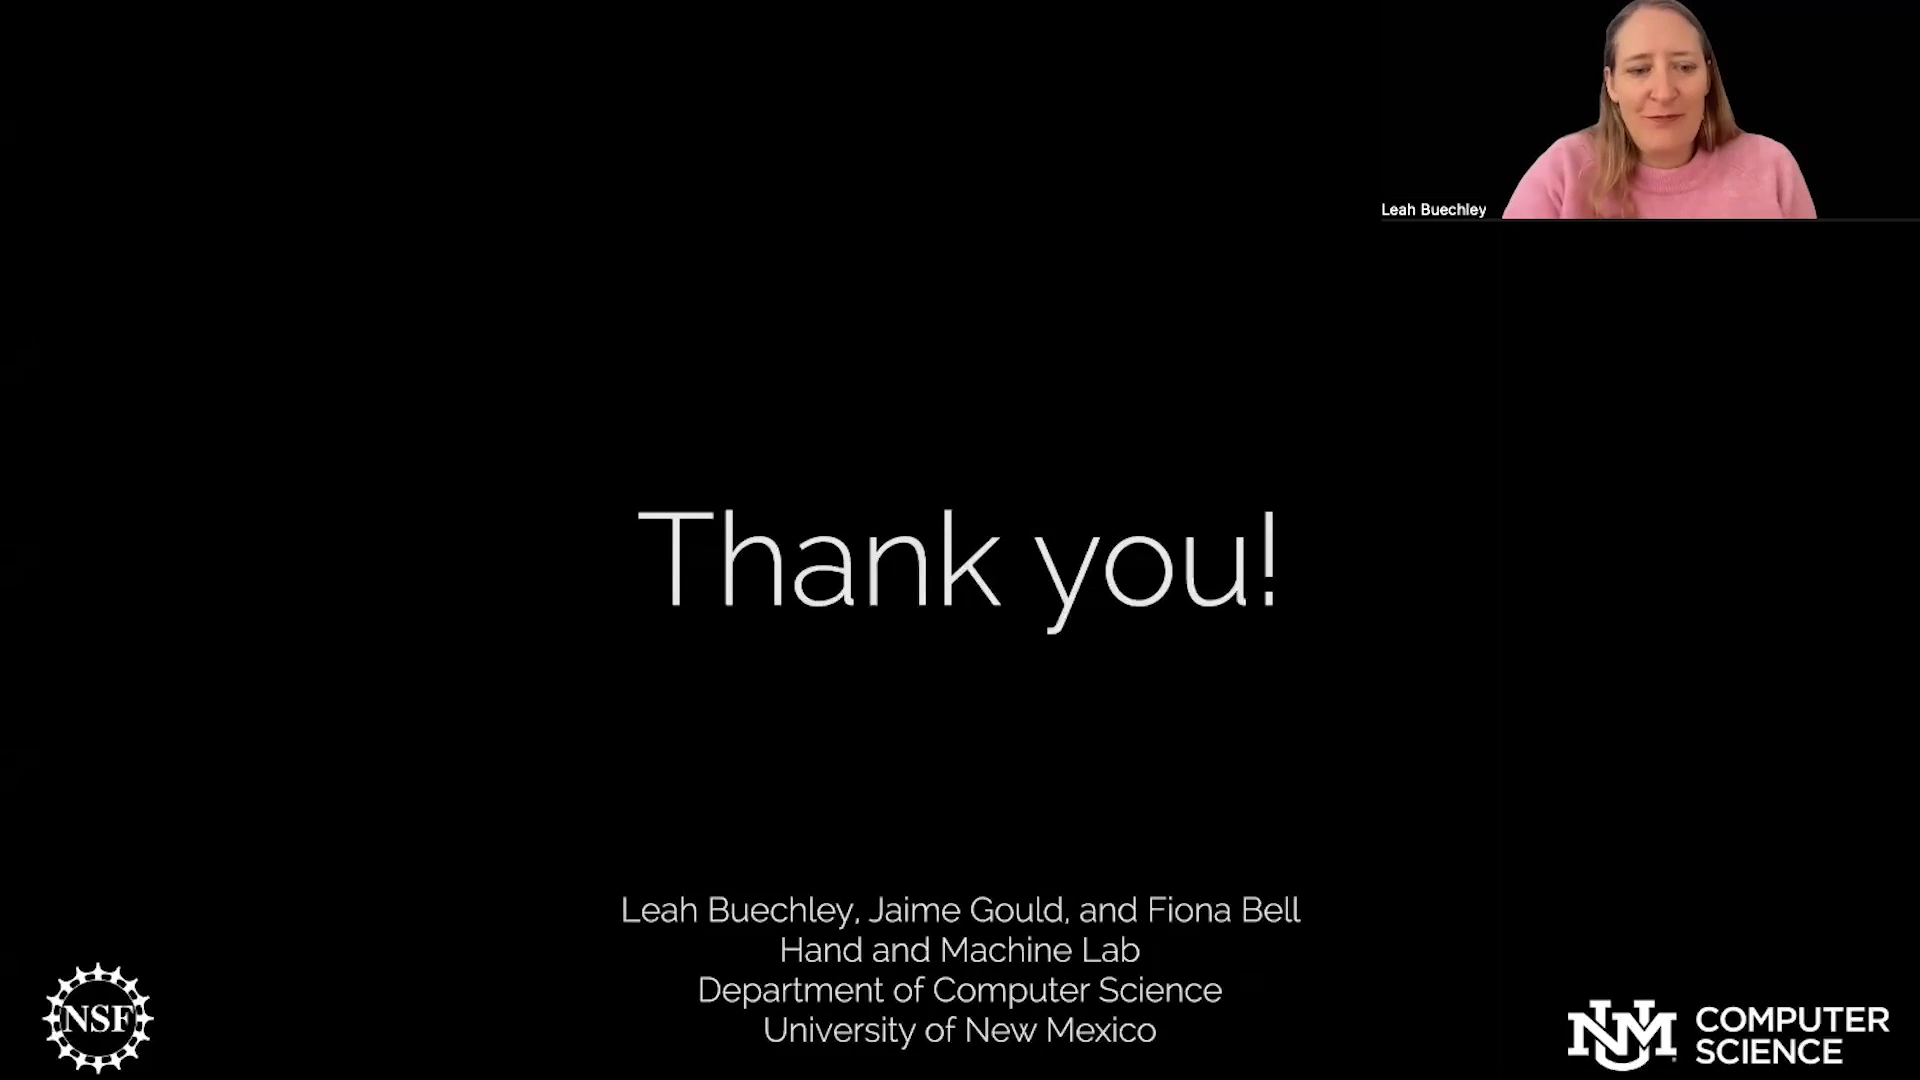 Leah Buechley
Thank you!
Leah Buechley, Jaime Gould, and Fiona Bell
Hand and Machine Lab
Department of Computer Science
University of New Mexico
NSF
UNM
COMPUTER
SCIENCE